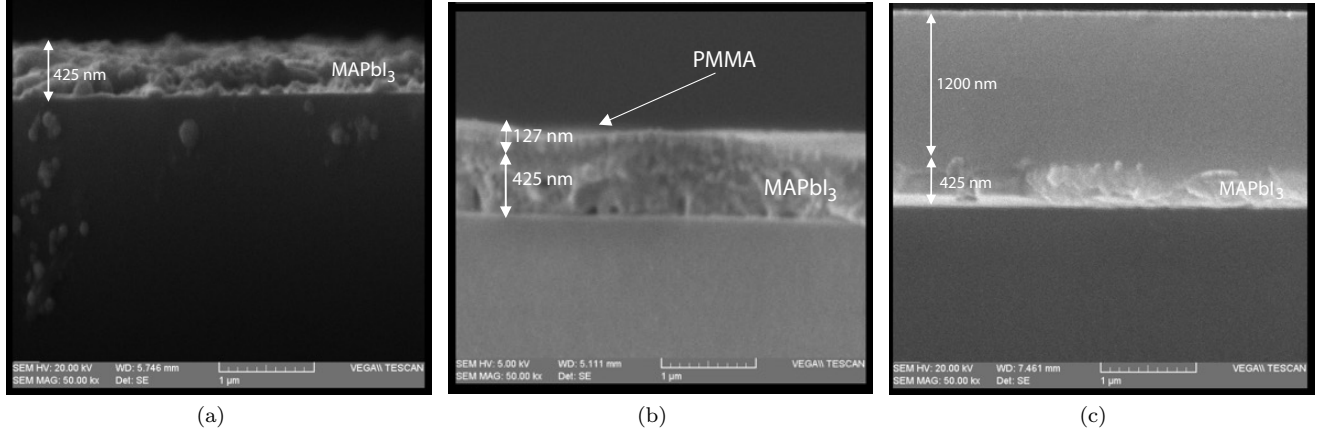 425 nm
MAPbI3
SEM HV: 20.00 kV WD: 5.746 mm VEGA\\ TESCAN
SEM MAG: 50.00 kx Det: SE 1 µm
(a)
PMMA
127 nm
425 nm
MAPbI3
SEM HV: 5.00 kV WD: 5.111 mm VEGA\\ TESCAN
SEM MAG: 50.00 kx Det: SE 1 µm
(b)
1200 nm
425 nm
MAPbI3
SEM HV: 20.00 kV WD: 7.461 mm VEGA\\ TESCAN
SEM MAG: 50.00 kx Det: SE 1 µm
(c)